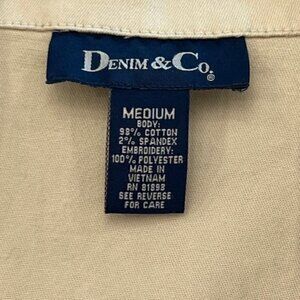 DENIM & CO.®
MEDIUM
BODY:
98% COTTON
2% SPANDEX
EMBROIDERY:
100% POLYESTER
MADE IN
VIETNAM
RN 81898
SEE REVERSE
FOR CARE